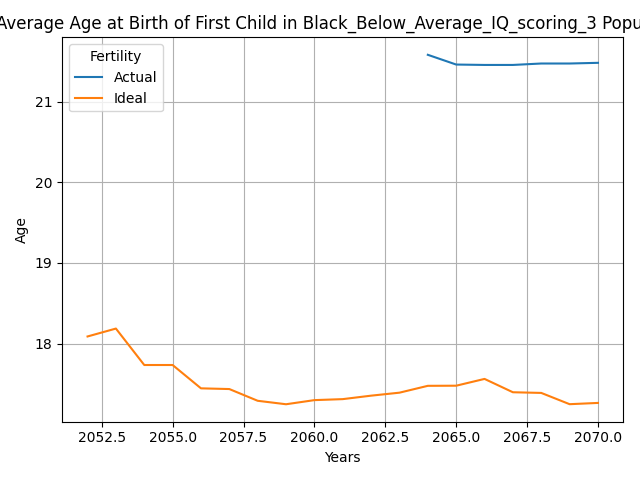 Average Age at Birth of First Child in Black_Below_Average_IQ_scoring_3 Popu
Fertility
Actual
Ideal
21
20
19
18
Age
2052.5 2055.0 2057.5 2060.0 2062.5 2065.0 2067.5 2070.0
Years